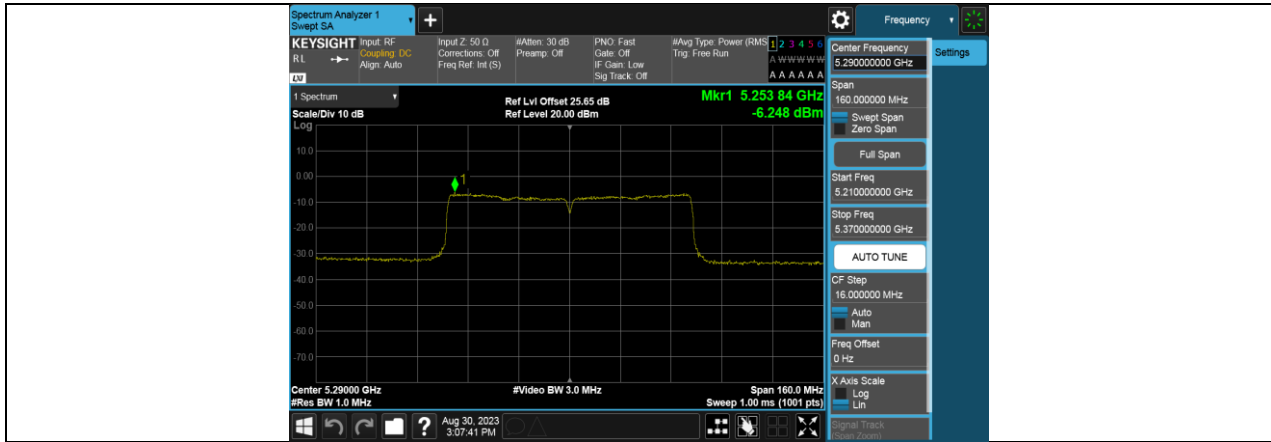 Spectrum Analyzer 1
Swept SA
+
Frequency
KEYSIGHT
RL
LXI
Input: RF
Coupling: DC
Align: Auto
Input Z: 50 Ω
Corrections: Off
Freq Ref: Int (S)
#Atten: 30 dB
Preamp: Off
PNO: Fast
Gate: Off
IF Gain: Low
Sig Track: Off
#Avg Type: Power (RMS
Trig: Free Run
1 2 3 4 5 6
A W W W W W
A A A A A A
1 Spectrum
Scale/Div 10 dB
Log
Ref Lvl Offset 25.65 dB
Ref Level 20.00 dBm
Mkr1 5.253 84 GHz
-6.248 dBm
10.0
0.00
-10.0
-20.0
-30.0
-40.0
-50.0
-60.0
-70.0
1
Center 5.29000 GHz
#Res BW 1.0 MHz
#Video BW 3.0 MHz
Span 160.0 MHz
Sweep 1.00 ms (1001 pts)
Center Frequency
5.290000000 GHz
Settings
Span
160.000000 MHz
Swept Span
Zero Span
Full Span
Start Freq
5.210000000 GHz
Stop Freq
5.370000000 GHz
AUTO TUNE
CF Step
16.000000 MHz
Auto
Man
Freq Offset
0 Hz
X Axis Scale
Log
Lin
Signal Track
(Span Zoom)
?
Aug 30, 2023
3:07:41 PM